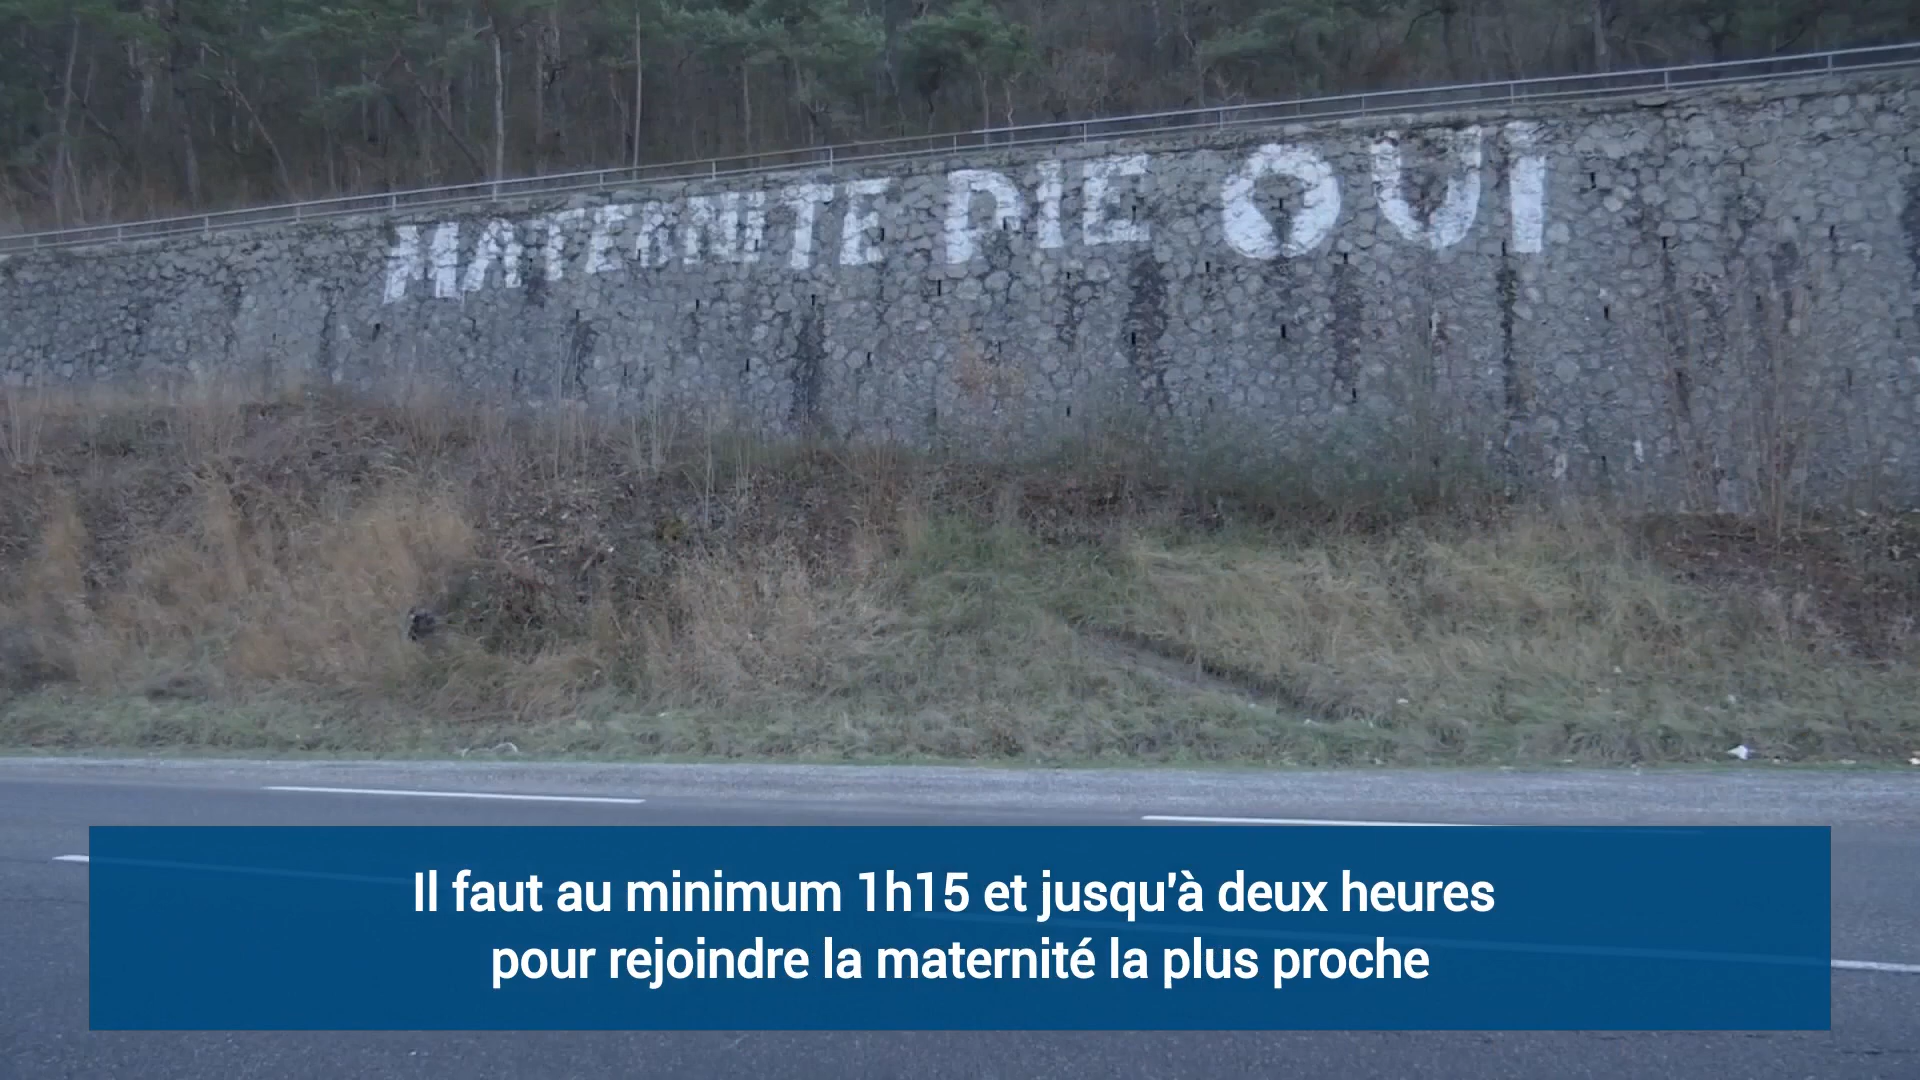 MATERNITE DIE OUI
Il faut au minimum 1h15 et jusqu'à deux heures
pour rejoindre la maternité la plus proche